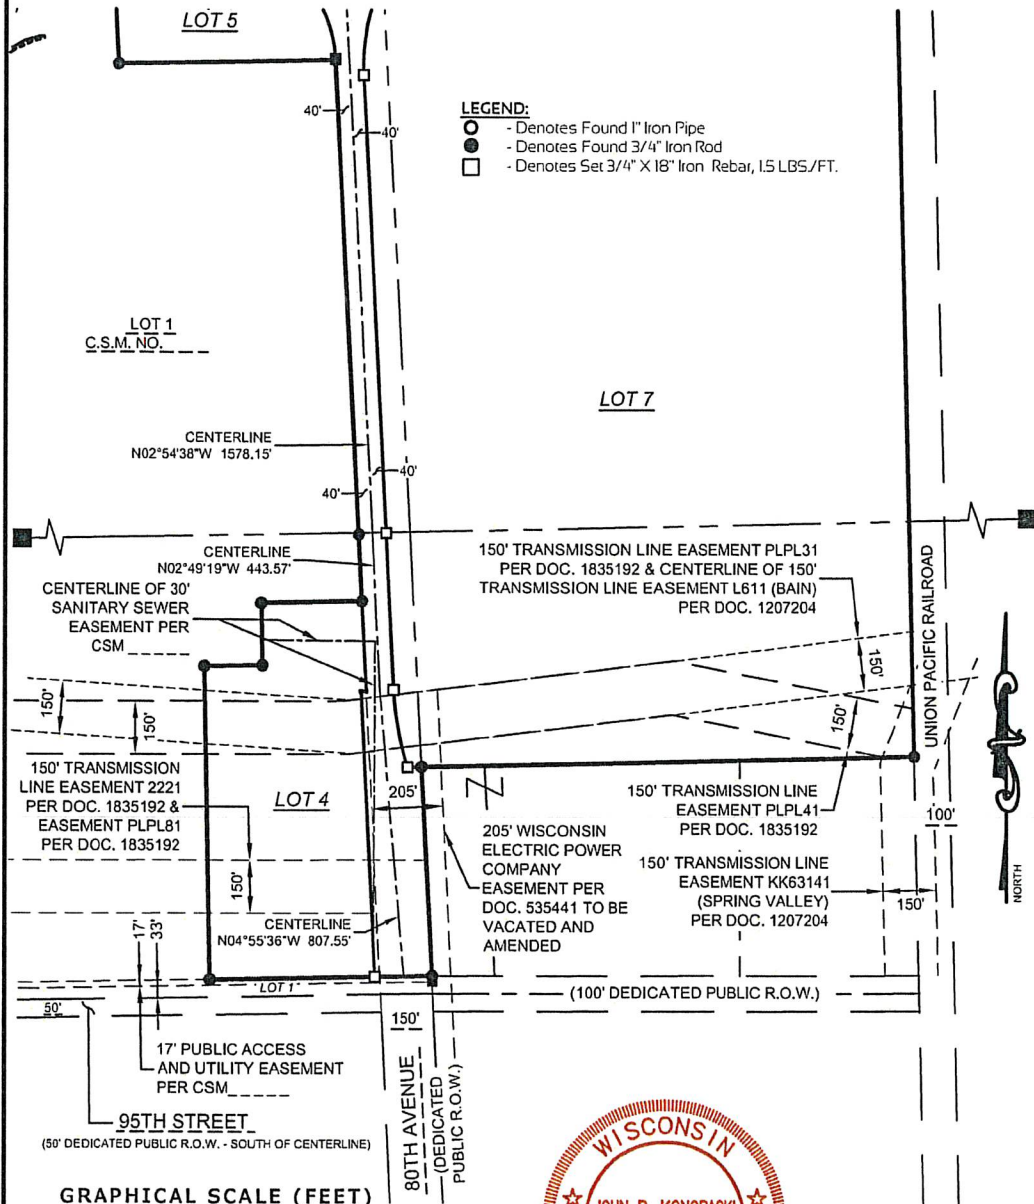 LOT 5
40'
40'
LEGEND:
- Denotes Found 1" Iron Pipe
- Denotes Found 3/4" Iron Rod
- Denotes Set 3/4" X 18" Iron Rebar, 1.5 LBS./FT.
LOT 1
C.S.M. NO. _ _ _ _
LOT 7
CENTERLINE
N02°54'38"W 1578.15'
40'
40'
CENTERLINE
N02°49'19"W 443.57'
CENTERLINE OF 30'
SANITARY SEWER
EASEMENT PER
CSM _ _ _ _ _
150' TRANSMISSION LINE EASEMENT PLPL31
PER DOC. 1835192 & CENTERLINE OF 150'
TRANSMISSION LINE EASEMENT L611 (BAIN)
PER DOC. 1207204
UNION PACIFIC RAILROAD
150'
150'
150'
150'
150' TRANSMISSION
LINE EASEMENT 2221
PER DOC. 1835192 &
EASEMENT PLPL81
PER DOC. 1835192
LOT 4
205'
150' TRANSMISSION LINE
EASEMENT PLPL41
PER DOC. 1835192
100'
205' WISCONSIN
ELECTRIC POWER
COMPANY
EASEMENT PER
DOC. 535441 TO BE
VACATED AND
AMENDED
150' TRANSMISSION LINE
EASEMENT KK63141
(SPRING VALLEY)
PER DOC. 1207204
150'
NORTH
150'
CENTERLINE
N04°55'36"W 807.55'
17'
33'
LOT 1
(100' DEDICATED PUBLIC R.O.W.)
50'
150'
17' PUBLIC ACCESS
AND UTILITY EASEMENT
PER CSM _ _ _ _ _
95TH STREET
(50' DEDICATED PUBLIC R.O.W. - SOUTH OF CENTERLINE)
80TH AVENUE
(DEDICATED
PUBLIC R.O.W.)
WISCONSIN
GRAPHICAL SCALE (FEET)